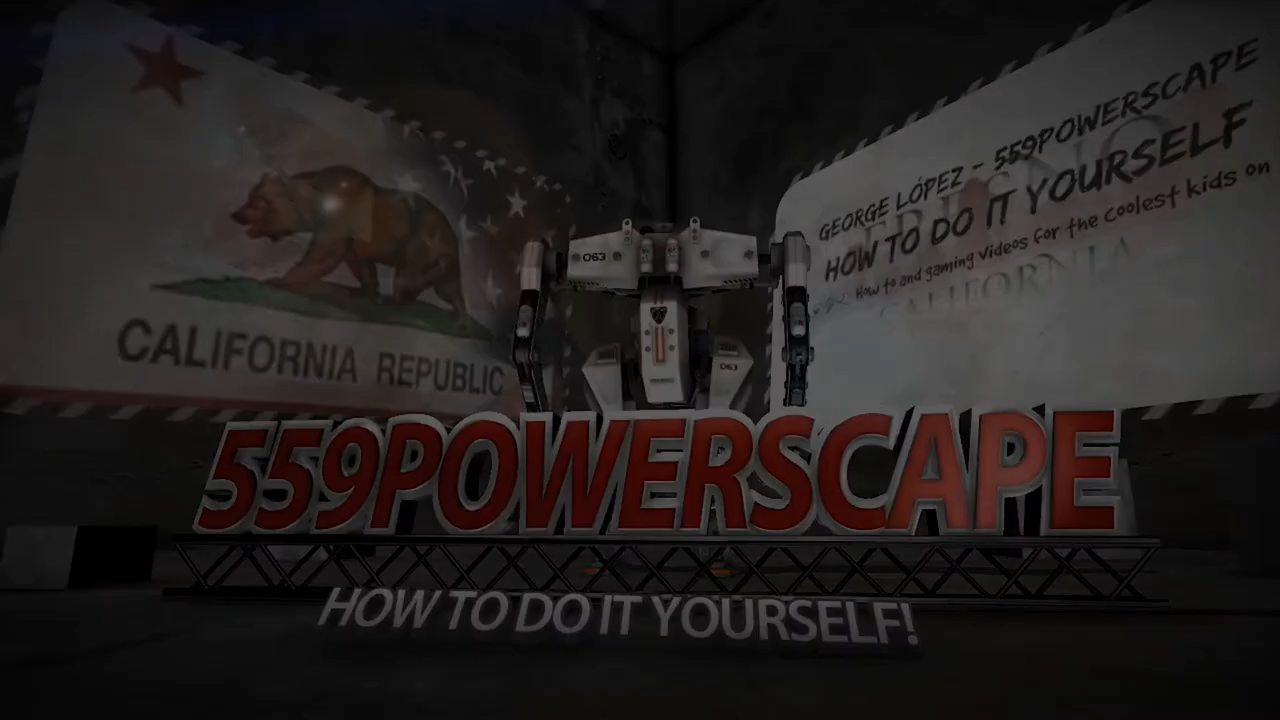 CALIFORNIA REPUBLIC
GEORGE LÓPEZ - 559POWERSCAPE
HOW TO DO IT YOURSELF
How to and gaming Videos for the coolest kids on
CALIFORNIA
063
063
559POWERSCAPE
HOW TO DO IT YOURSELF!